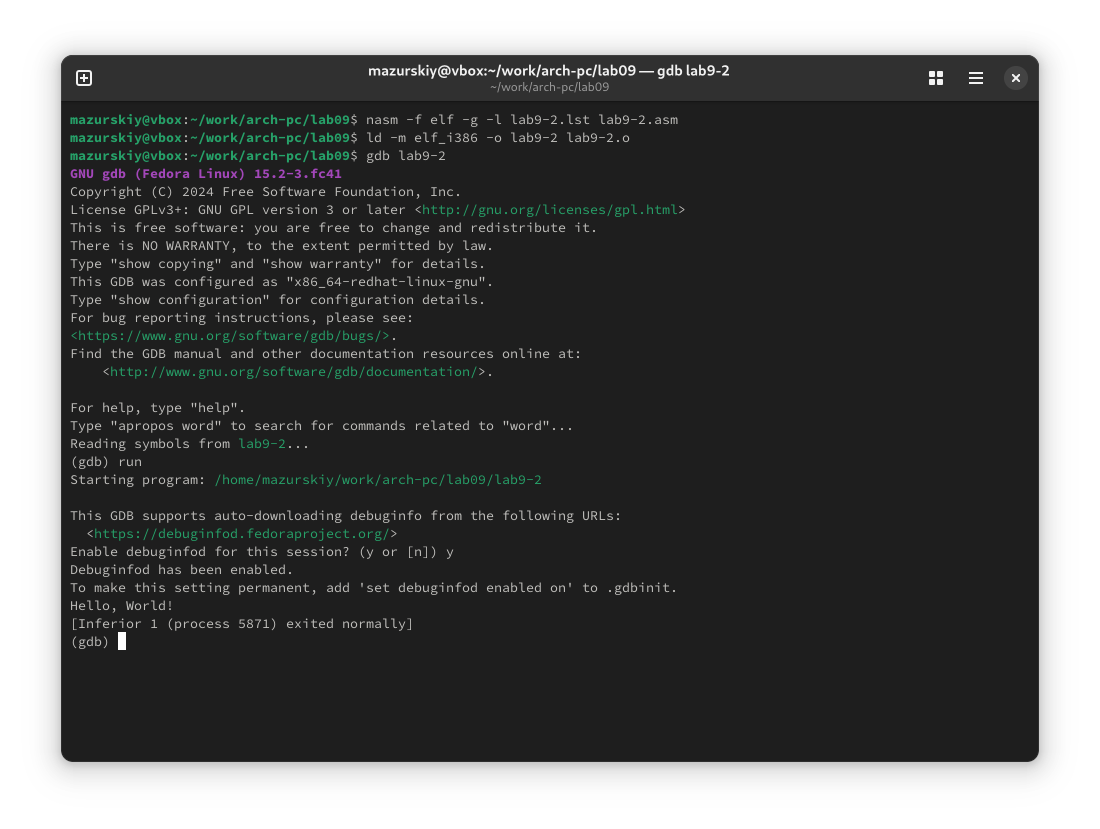 mazurskiy@vbox:~/work/arch-pc/lab09 — gdb lab9-2
~/work/arch-pc/lab09
mazurskiy@vbox:~/work/arch-pc/lab09$ nasm -f elf -g -l lab9-2.lst lab9-2.asm
mazurskiy@vbox:~/work/arch-pc/lab09$ ld -m elf_i386 -o lab9-2 lab9-2.o
mazurskiy@vbox:~/work/arch-pc/lab09$ gdb lab9-2
GNU gdb (Fedora Linux) 15.2-3.fc41
Copyright (C) 2024 Free Software Foundation, Inc.
License GPLv3+: GNU GPL version 3 or later <http://gnu.org/licenses/gpl.html>
This is free software: you are free to change and redistribute it.
There is NO WARRANTY, to the extent permitted by law.
Type "show copying" and "show warranty" for details.
This GDB was configured as "x86_64-redhat-linux-gnu".
Type "show configuration" for configuration details.
For bug reporting instructions, please see:
<https://www.gnu.org/software/gdb/bugs/>.
Find the GDB manual and other documentation resources online at:
    <http://www.gnu.org/software/gdb/documentation/>.

For help, type "help".
Type "apropos word" to search for commands related to "word"...
Reading symbols from lab9-2...
(gdb) run
Starting program: /home/mazurskiy/work/arch-pc/lab09/lab9-2

This GDB supports auto-downloading debuginfo from the following URLs:
  <https://debuginfod.fedoraproject.org/>
Enable debuginfod for this session? (y or [n]) y
Debuginfod has been enabled.
To make this setting permanent, add 'set debuginfod enabled on' to .gdbinit.
Hello, World!
[Inferior 1 (process 5871) exited normally]
(gdb)